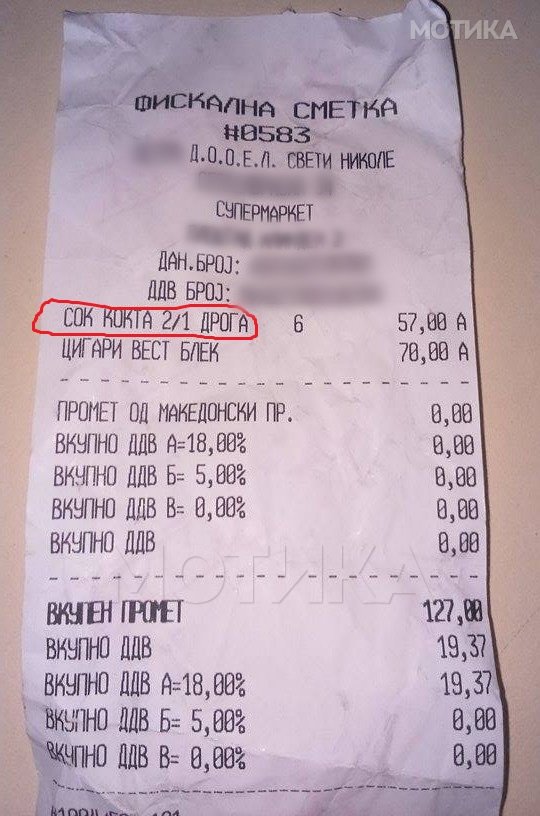 МОТИКА
ФИСКАЛНА СМЕТКА
#0583
Д.О.О.Е.Л. СВЕТИ НИКОЛЕ
СУПЕРМАРКЕТ
ДАН.БРОЈ:
ДДВ БРОЈ:
СОК КОКТА 2/1 ДРОГА 6 57,00 А
ЦИГАРИ ВЕСТ БЛЕК 70,00 А
ПРОМЕТ ОД МАКЕДОНСКИ ПР. 0,00
ВКУПНО ДДВ А=18,00% 0,00
ВКУПНО ДДВ Б= 5,00% 0,00
ВКУПНО ДДВ В= 0,00% 0,00
ВКУПНО ДДВ 0,00
МОТИКА
ВКУПЕН ПРОМЕТ 127,00
ВКУПНО ДДВ 19,37
ВКУПНО ДДВ А=18,00% 19,37
ВКУПНО ДДВ Б= 5,00% 0,00
ВКУПНО ДДВ В= 0,00% 0,00